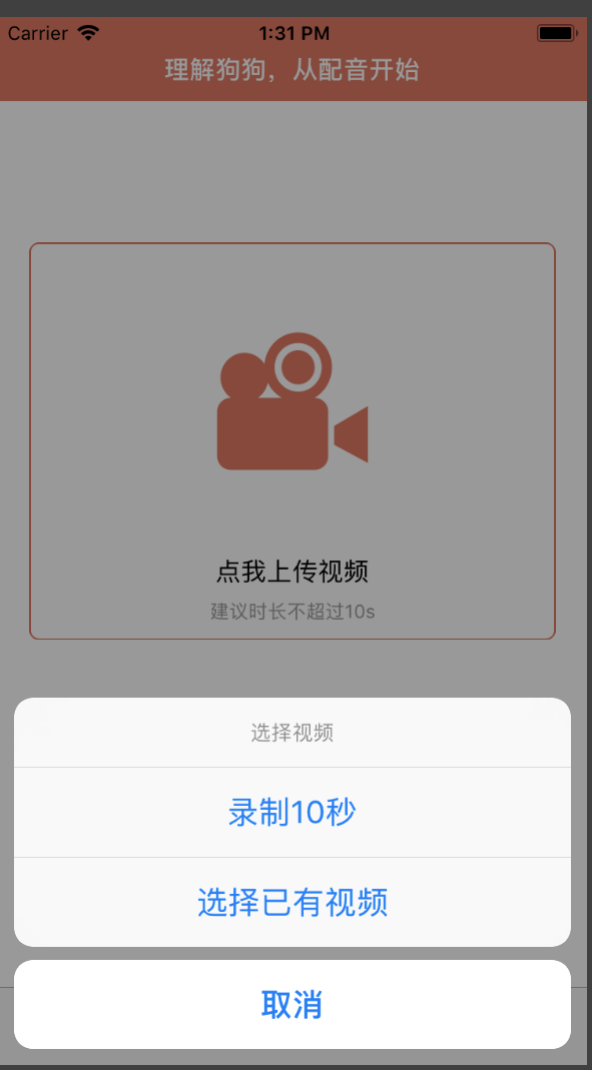 Carrier 1:31 PM
理解狗狗，从配音开始
点我上传视频
建议时长不超过10s
选择视频
录制10秒
选择已有视频
取消